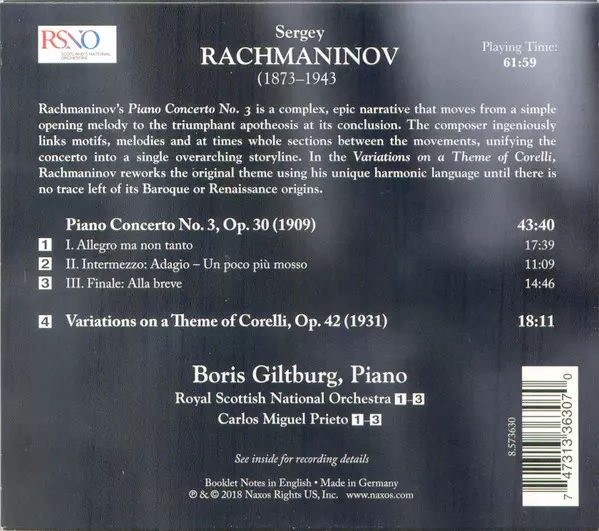 RSNO
SCOTLAND'S NATIONAL
ORCHESTRA
Sergey
RACHMANINOV
(1873–1943
Playing Time:
61:59
Rachmaninov's Piano Concerto No. 3 is a complex, epic narrative that moves from a simple
opening melody to the triumphant apotheosis at its conclusion. The composer ingeniously
links motifs, melodies and at times whole sections between the movements, unifying the
concerto into a single overarching storyline. In the Variations on a Theme of Corelli,
Rachmaninov reworks the original theme using his unique harmonic language until there is
no trace left of its Baroque or Renaissance origins.
Piano Concerto No. 3, Op. 30 (1909) 43:40
1 I. Allegro ma non tanto 17:39
2 II. Intermezzo: Adagio – Un poco più mosso 11:09
3 III. Finale: Alla breve 14:46
4 Variations on a Theme of Corelli, Op. 42 (1931) 18:11
Boris Giltburg, Piano
Royal Scottish National Orchestra 1–3
Carlos Miguel Prieto 1–3
See inside for recording details
Booklet Notes in English • Made in Germany
℗ & © 2018 Naxos Rights US, Inc. • www.naxos.com
8.573630
7 47313 36307 0